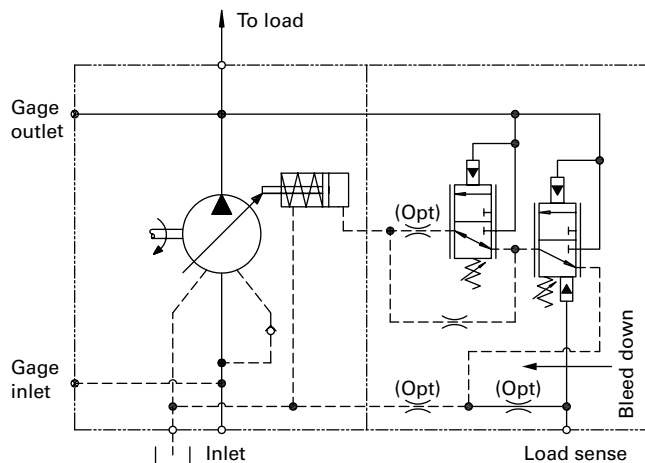 To load
Gage
outlet
(Opt)
Gage
inlet
(Opt)
(Opt)
Bleed down
Inlet
Load sense